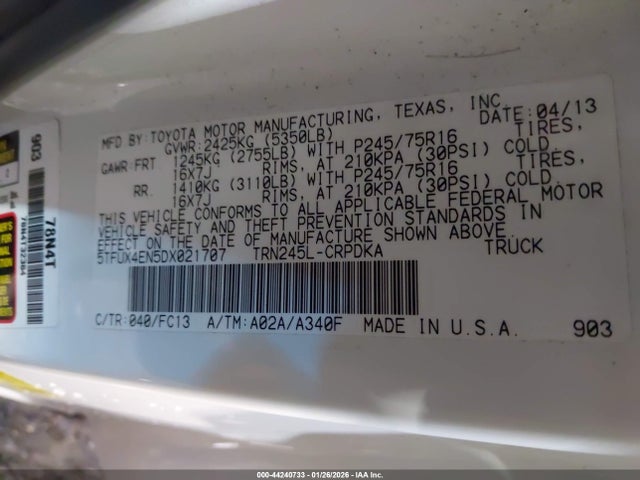 MFD BY: TOYOTA MOTOR MANUFACTURING, TEXAS, INC. DATE: 04/13
GVWR: 2425KG (5350LB)
GAWR: FRT 1245KG (2755LB) WITH P245/75R16 TIRES,
16X7J RIMS, AT 210KPA (30PSI) COLD.
RR. 1410KG (3110LB) WITH P245/75R16 TIRES,
16X7J RIMS, AT 210KPA (30PSI) COLD.
THIS VEHICLE CONFORMS TO ALL APPLICABLE FEDERAL MOTOR
VEHICLE SAFETY AND THEFT PREVENTION STANDARDS IN
EFFECT ON THE DATE OF MANUFACTURE SHOWN ABOVE.
5TFUX4EN5DX021707 TRN245L-CRPDKA TRUCK
C/TR: 040/FC13 A/TM: A02A/A340F MADE IN U.S.A. 903
903
78N4T
78N4T32364
000-44240733 - 01/26/2026 - IAA Inc.